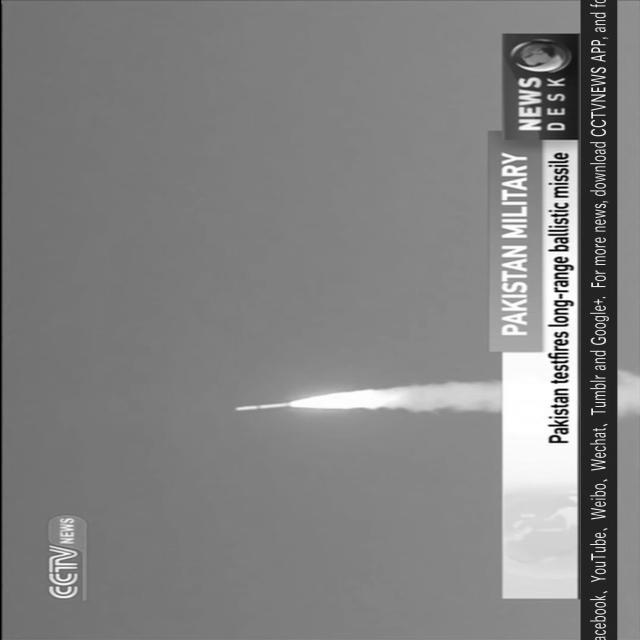 CCTV NEWS
NEWS
DESK
PAKISTAN MILITARY
Pakistan testfires long-range ballistic missile
acebook、YouTube、Weibo、Wechat、Tumblr and Google+. For more news, download CCTVNEWS APP, and fo